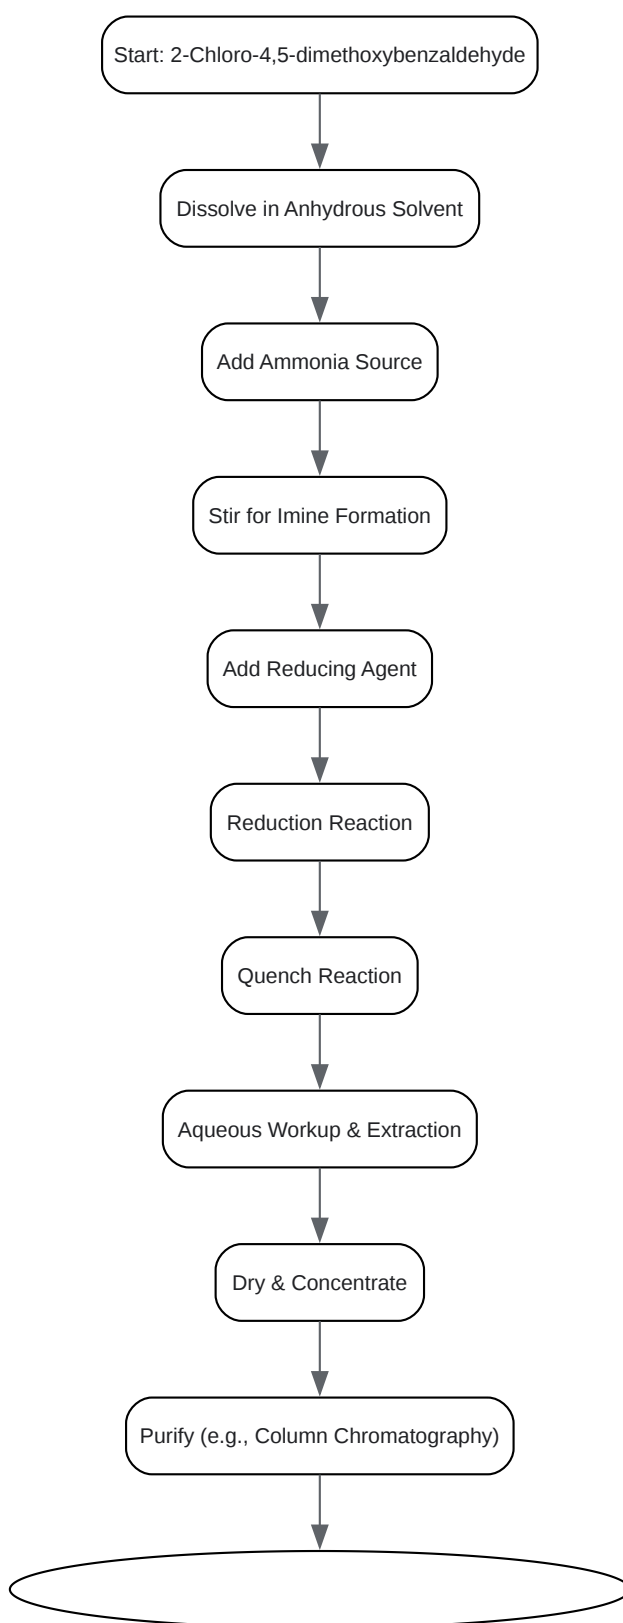 Start: 2-Chloro-4,5-dimethoxybenzaldehyde
Dissolve in Anhydrous Solvent
Add Ammonia Source
Stir for Imine Formation
Add Reducing Agent
Reduction Reaction
Quench Reaction
Aqueous Workup & Extraction
Dry & Concentrate
Purify (e.g., Column Chromatography)